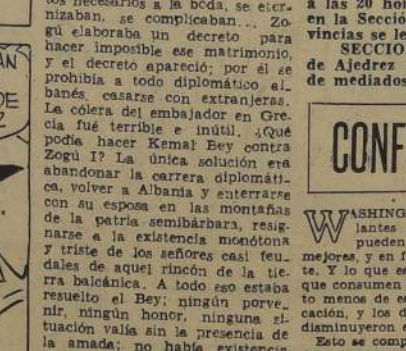 AN
DE
tos necesarios a la boda, se eter-
nizaban, se complicaban... Zo-
gú elaboraba un decreto para
hacer imposible ese matrimonio,
y el decreto apareció; por él se
prohibía a todo diplomático al-
banés, casarse con extranjeras.
La cólera del embajador en Gre-
cia fué terrible e inútil. ¿Qué
podía hacer Kemal Bey contra
Zogú I? La única solución era
abandonar la carrera diplomáti-
ca, volver a Albania y enterrarse
con su esposa en las montañas
de la patria semibárbara, resig-
narse a la existencia monótona
y triste de los señores casi feu-
dales de aquel rincón de la tie-
rra balcánica. A todo eso estaba
resuelto el Bey; ningún porve-
nir, ningún honor, ninguna si-
tuación valía sin la presencia de
la amada; no había existencia
a las 20 hor
en la Secció
vincias se le
SECCIO
de Ajedrez
de mediados
CONF
WASHING
lantes
pueden
mejores, y en f
te. Y lo que es
que consumen
to menos de es
cación, y los d
disminuyeron e
Esto se comp